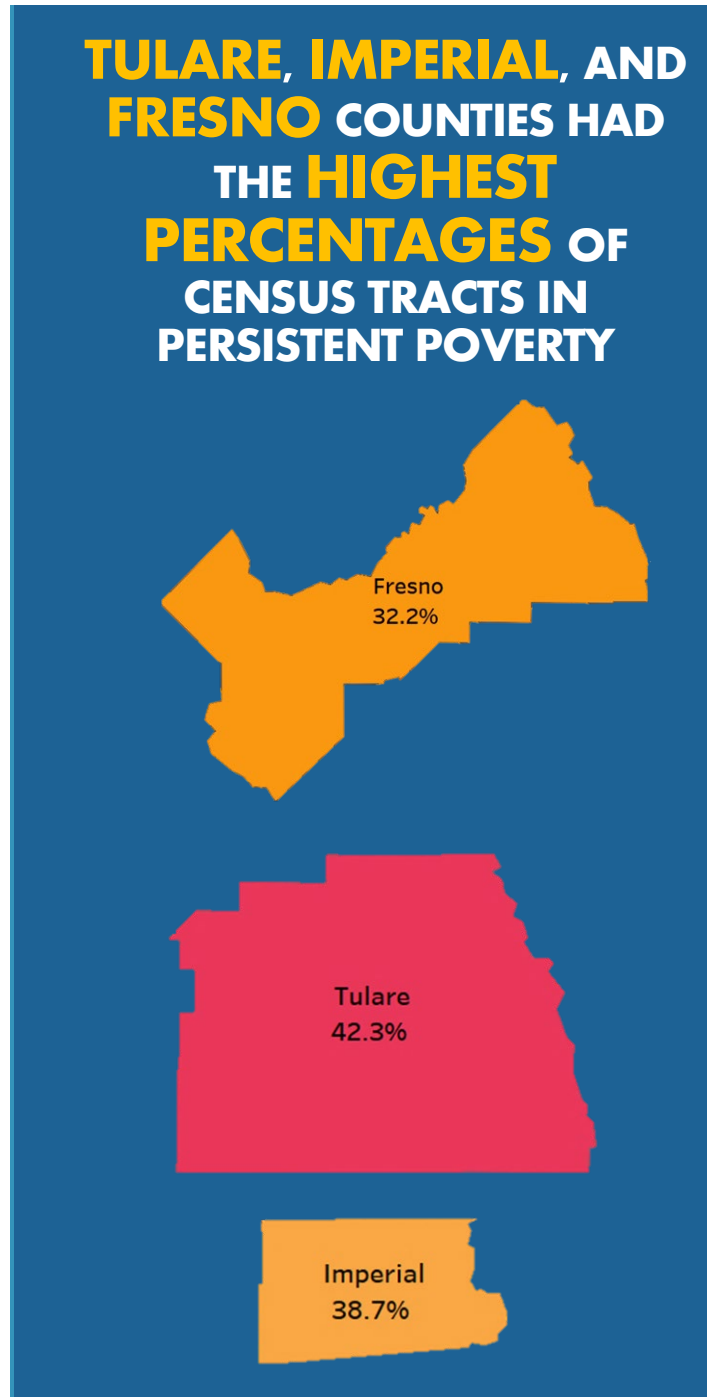 TULARE, IMPERIAL, AND
FRESNO COUNTIES HAD
THE HIGHEST
PERCENTAGES OF
CENSUS TRACTS IN
PERSISTENT POVERTY
Fresno
32.2%
Tulare
42.3%
Imperial
38.7%